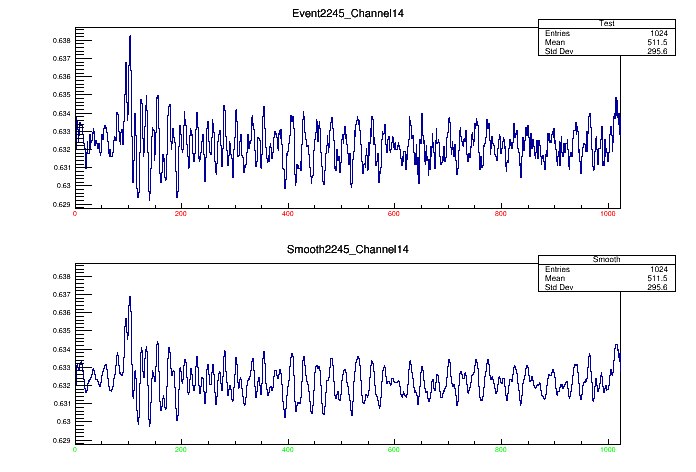 Event2245_Channel14
Test
Entries 1024
Mean 511.5
Std Dev 295.6
0.638
0.637
0.636
0.635
0.634
0.633
0.632
0.631
0.63
0.629
0 200 400 600 800 1000
Smooth2245_Channel14
Smooth
Entries 1024
Mean 511.5
Std Dev 295.6
0.638
0.637
0.636
0.635
0.634
0.633
0.632
0.631
0.63
0.629
0 200 400 600 800 1000